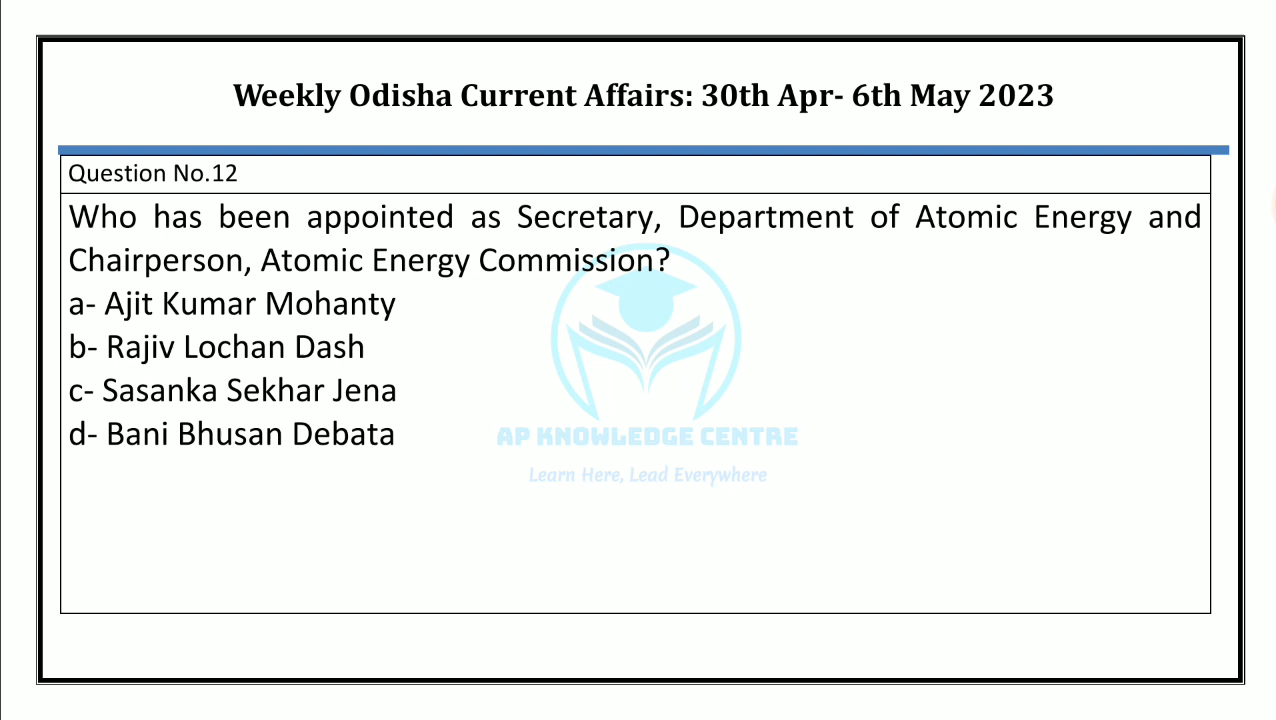 Weekly Odisha Current Affairs: 30th Apr- 6th May 2023
Question No.12
Who has been appointed as Secretary, Department of Atomic Energy and
Chairperson, Atomic Energy Commission?
a- Ajit Kumar Mohanty
b- Rajiv Lochan Dash
c- Sasanka Sekhar Jena
d- Bani Bhusan Debata
AP KNOWLEDGE CENTRE
Learn Here, Lead Everywhere